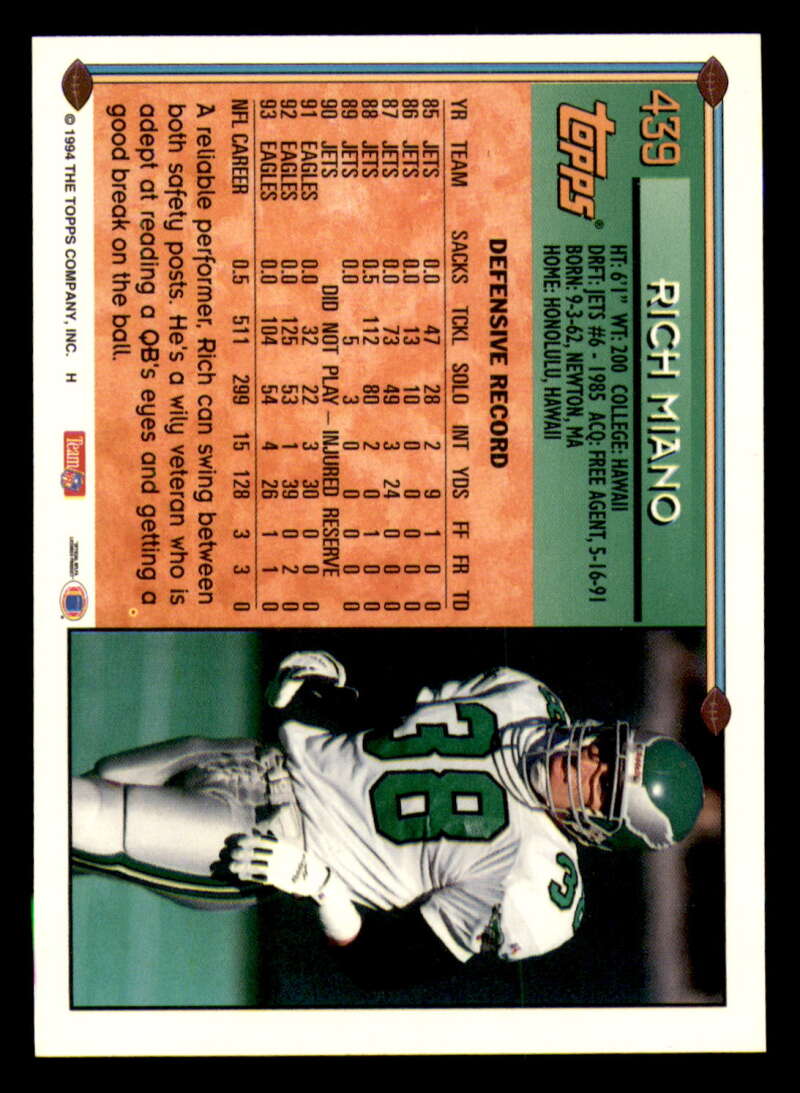 439
RICH MIANO
topps®
HT: 6'1" WT: 200 COLLEGE: HAWAII
DRFT: JETS #6 - 1985 ACQ: FREE AGENT, 5-16-91
BORN: 9-3-62, NEWTON, MA
HOME: HONOLULU, HAWAII
DEFENSIVE RECORD
YR TEAM SACKS TCKL SOLO INT YDS FF FR TD
85 JETS 0.0 47 28 2 9 1 0 0
86 JETS 0.0 13 10 0 0 0 0 0
87 JETS 0.0 73 49 3 24 0 0 0
88 JETS 0.5 112 80 2 0 1 0 0
89 JETS 0.0 5 3 0 0 0 0 0
90 JETS DID NOT PLAY — INJURED RESERVE
91 EAGLES 0.0 32 22 3 30 0 0 0
92 EAGLES 0.0 125 53 1 39 0 2 0
93 EAGLES 0.0 104 54 4 26 1 1 0
NFL CAREER 0.5 511 299 15 128 3 3 0
A reliable performer, Rich can swing between
both safety posts. He's a wily veteran who is
adept at reading a QB's eyes and getting a
good break on the ball.
© 1994 THE TOPPS COMPANY, INC. H
Team NFL
38
38